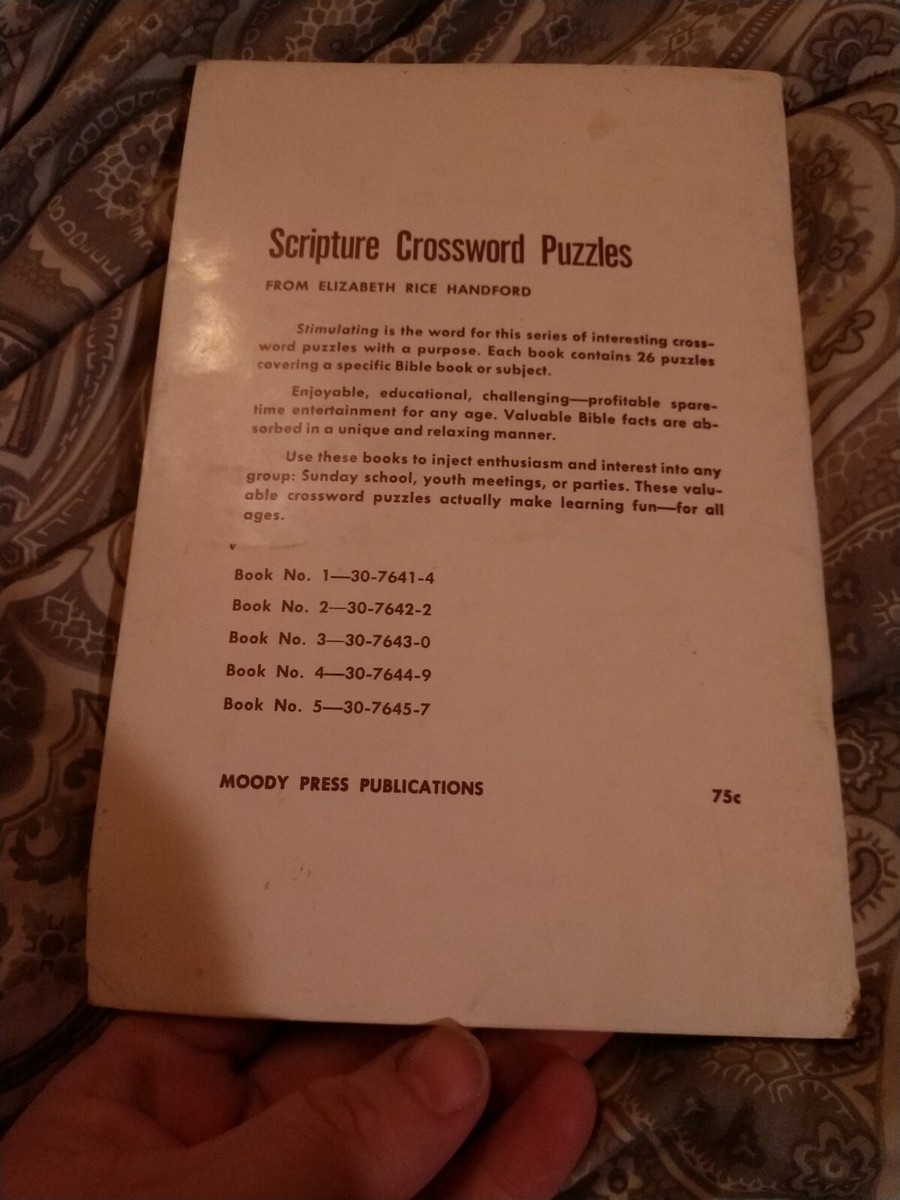 Scripture Crossword Puzzles
FROM ELIZABETH RICE HANDFORD
Stimulating is the word for this series of interesting cross-
word puzzles with a purpose. Each book contains 26 puzzles
covering a specific Bible book or subject.
Enjoyable, educational, challenging—profitable spare-
time entertainment for any age. Valuable Bible facts are ab-
sorbed in a unique and relaxing manner.
Use these books to inject enthusiasm and interest into any
group: Sunday school, youth meetings, or parties. These valu-
able crossword puzzles actually make learning fun—for all
ages.
Book No. 1—30-7641-4
Book No. 2—30-7642-2
Book No. 3—30-7643-0
Book No. 4—30-7644-9
Book No. 5—30-7645-7
MOODY PRESS PUBLICATIONS 75c